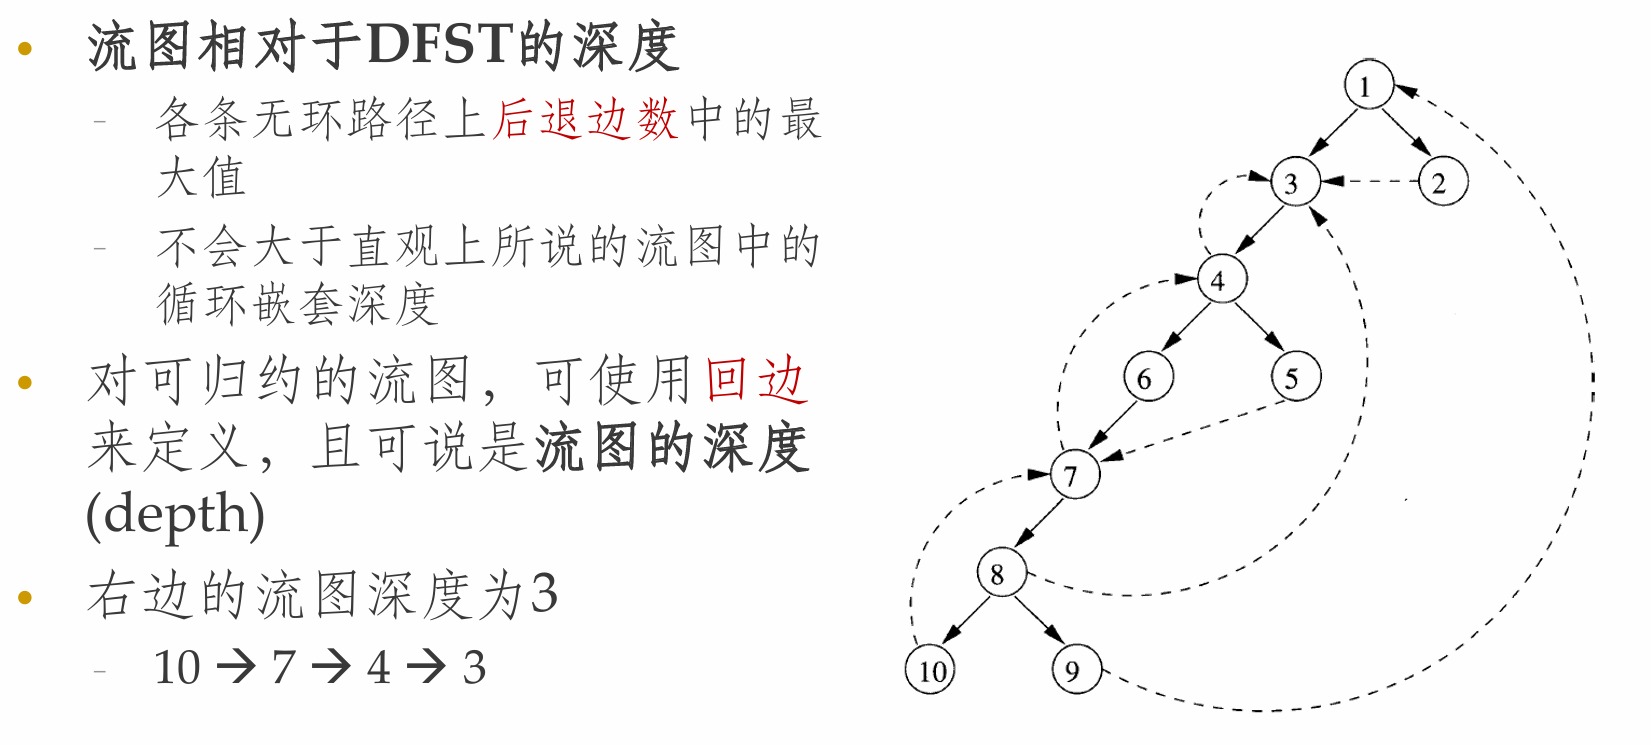 • 流图相对于DFST的深度
– 各条无环路径上后退边数中的最
大值
– 不会大于直观上所说的流图中的
循环嵌套深度
• 对可归约的流图，可使用回边
来定义，且可说是流图的深度
(depth)
• 右边的流图深度为3
– 10 → 7 → 4 → 3
1
3 2
4
6 5
7
8
10 9